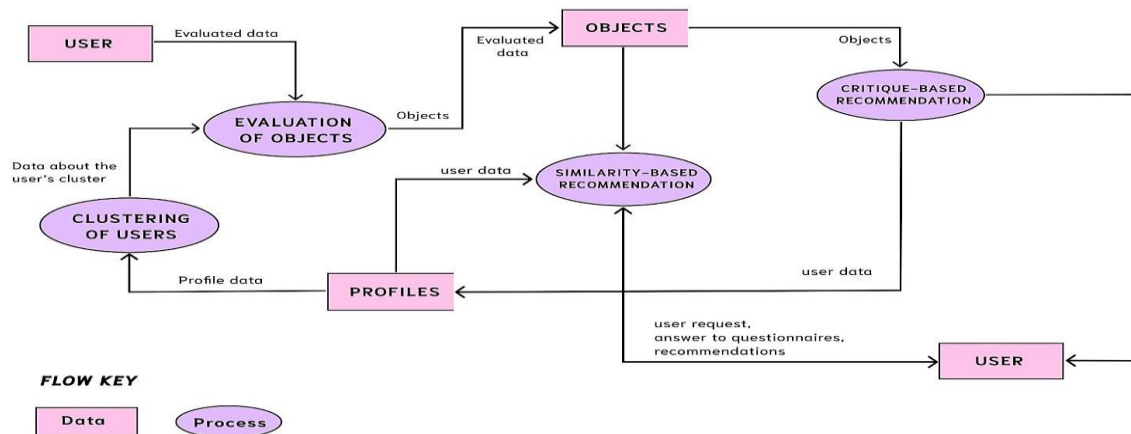 USER
Evaluated data
EVALUATION
OF OBJECTS
Objects
Evaluated
data
OBJECTS
Objects
CRITIQUE-BASED
RECOMMENDATION
Data about the
user's cluster
CLUSTERING
OF USERS
user data
SIMILARITY-BASED
RECOMMENDATION
Profile data
PROFILES
user data
user request,
answer to questionnaires,
recommendations
USER
FLOW KEY
Data
Process